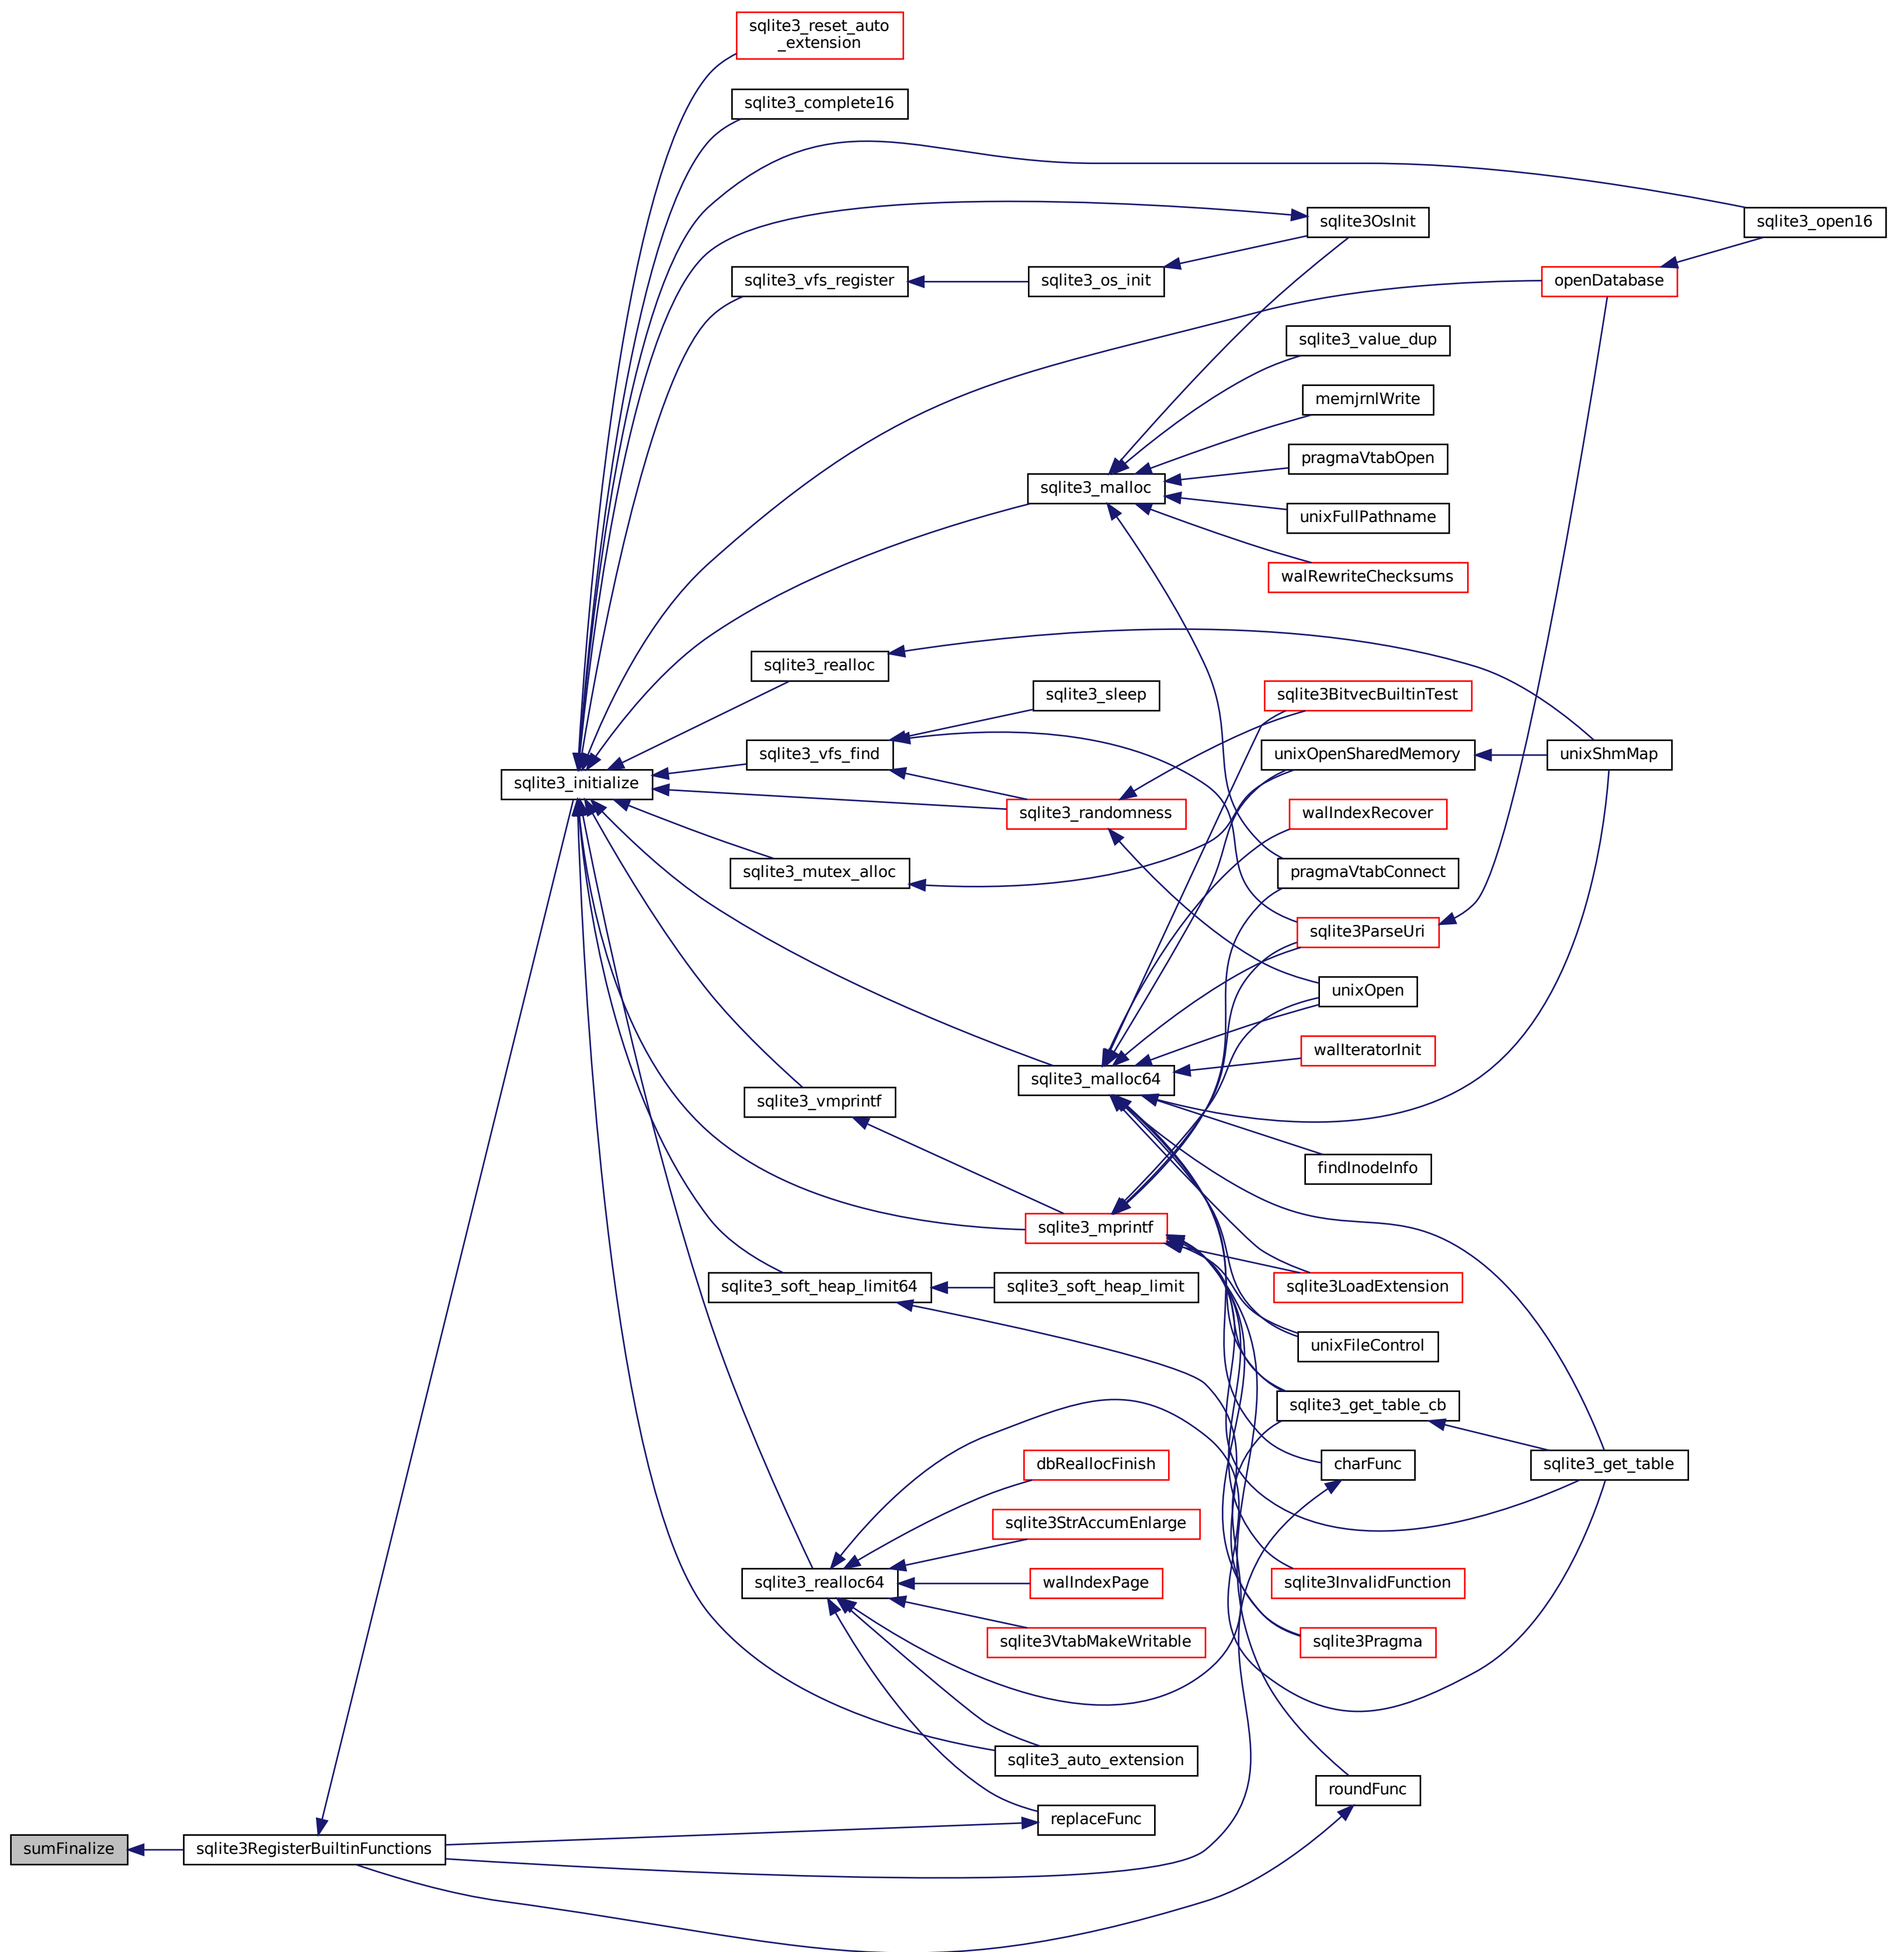 sqlite3_reset_auto
_extension
sqlite3_complete16
sqlite3OsInit
sqlite3_open16
sqlite3_vfs_register
sqlite3_os_init
openDatabase
sqlite3_value_dup
memjrnlWrite
pragmaVtabOpen
sqlite3_malloc
unixFullPathname
walRewriteChecksums
sqlite3_realloc
sqlite3_sleep
sqlite3BitvecBuiltinTest
sqlite3_vfs_find
unixOpenSharedMemory
unixShmMap
sqlite3_initialize
sqlite3_randomness
walIndexRecover
sqlite3_mutex_alloc
pragmaVtabConnect
sqlite3ParseUri
unixOpen
walIteratorInit
sqlite3_malloc64
sqlite3_vmprintf
findInodeInfo
sqlite3_mprintf
sqlite3_soft_heap_limit64
sqlite3_soft_heap_limit
sqlite3LoadExtension
unixFileControl
sqlite3_get_table_cb
dbReallocFinish
charFunc
sqlite3_get_table
sqlite3StrAccumEnlarge
sqlite3_realloc64
walIndexPage
sqlite3InvalidFunction
sqlite3VtabMakeWritable
sqlite3Pragma
sqlite3_auto_extension
roundFunc
replaceFunc
sumFinalize
sqlite3RegisterBuiltinFunctions